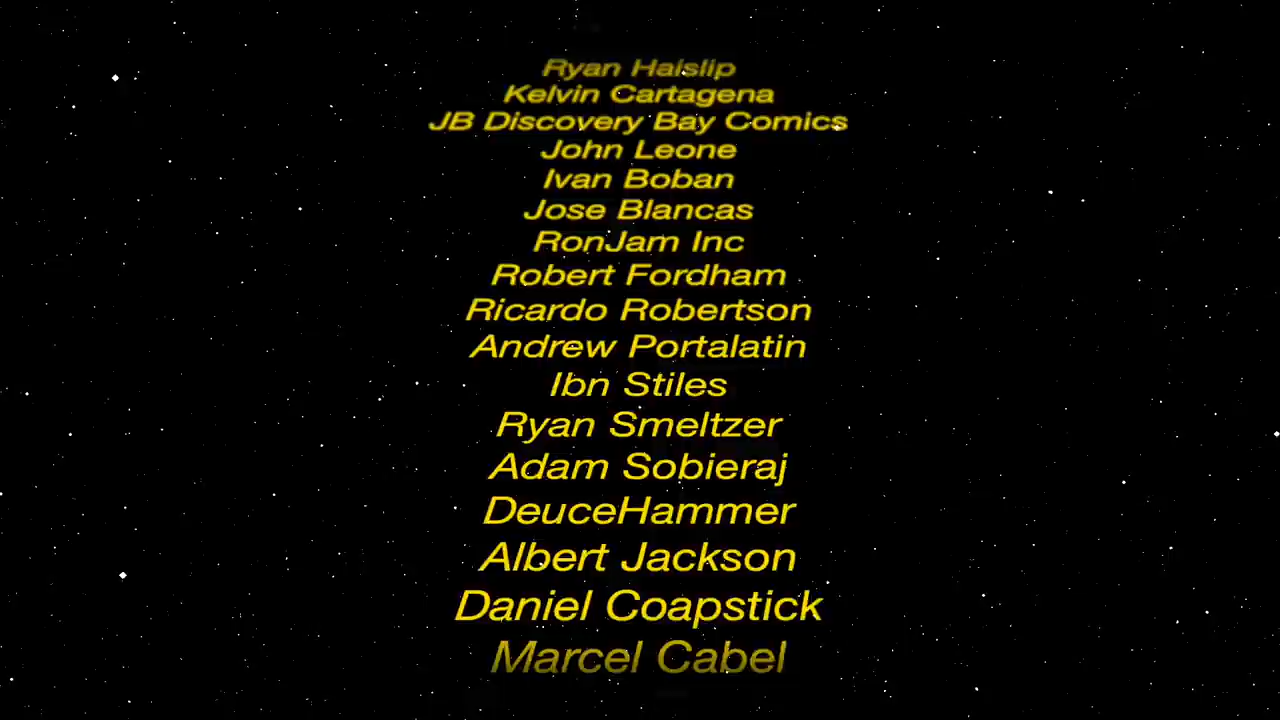 Ryan Haislip
Kelvin Cartagena
JB Discovery Bay Comics
John Leone
Ivan Boban
Jose Blancas
RonJam Inc
Robert Fordham
Ricardo Robertson
Andrew Portalatin
Ibn Stiles
Ryan Smeltzer
Adam Sobieraj
DeuceHammer
Albert Jackson
Daniel Coapstick
Marcel Cabel